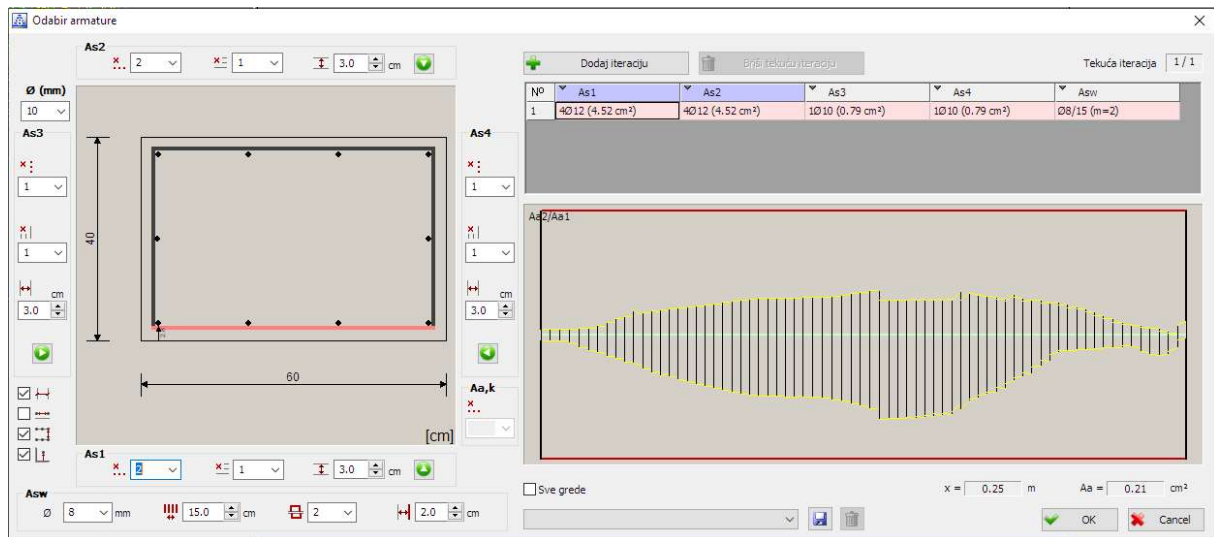 Odabir armature
As2
2 1 3.0 cm
Ø (mm)
10
As3
1
1
cm
3.0
40
60
[cm]
As4
1
1
cm
3.0
Aa,k
As1
2 1 3.0 cm
Asw
Ø 8 mm 15.0 cm 2 2.0 cm
Dodaj iteraciju Briši tekuću iteraciju Tekuća iteracija 1 / 1
Nº As1 As2 As3 As4 Asw
1 4Ø12 (4.52 cm²) 4Ø12 (4.52 cm²) 1Ø10 (0.79 cm²) 1Ø10 (0.79 cm²) Ø8/15 (m=2)
Aa2/Aa1
Sve grede x = 0.25 m Aa = 0.21 cm²
OK Cancel